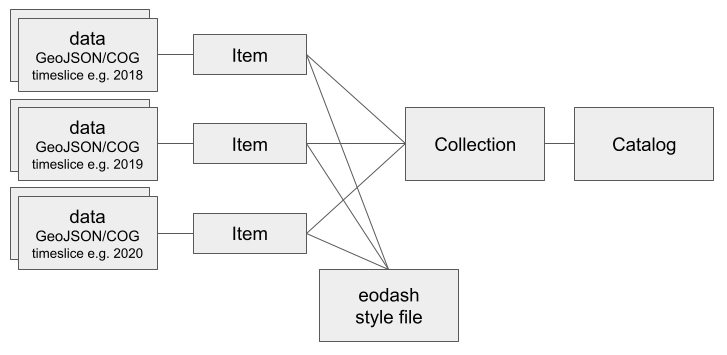 data
GeoJSON/COG
timeslice e.g. 2018
Item
data
GeoJSON/COG
timeslice e.g. 2019
Item
Collection
Catalog
data
GeoJSON/COG
timeslice e.g. 2020
Item
eodash
style file